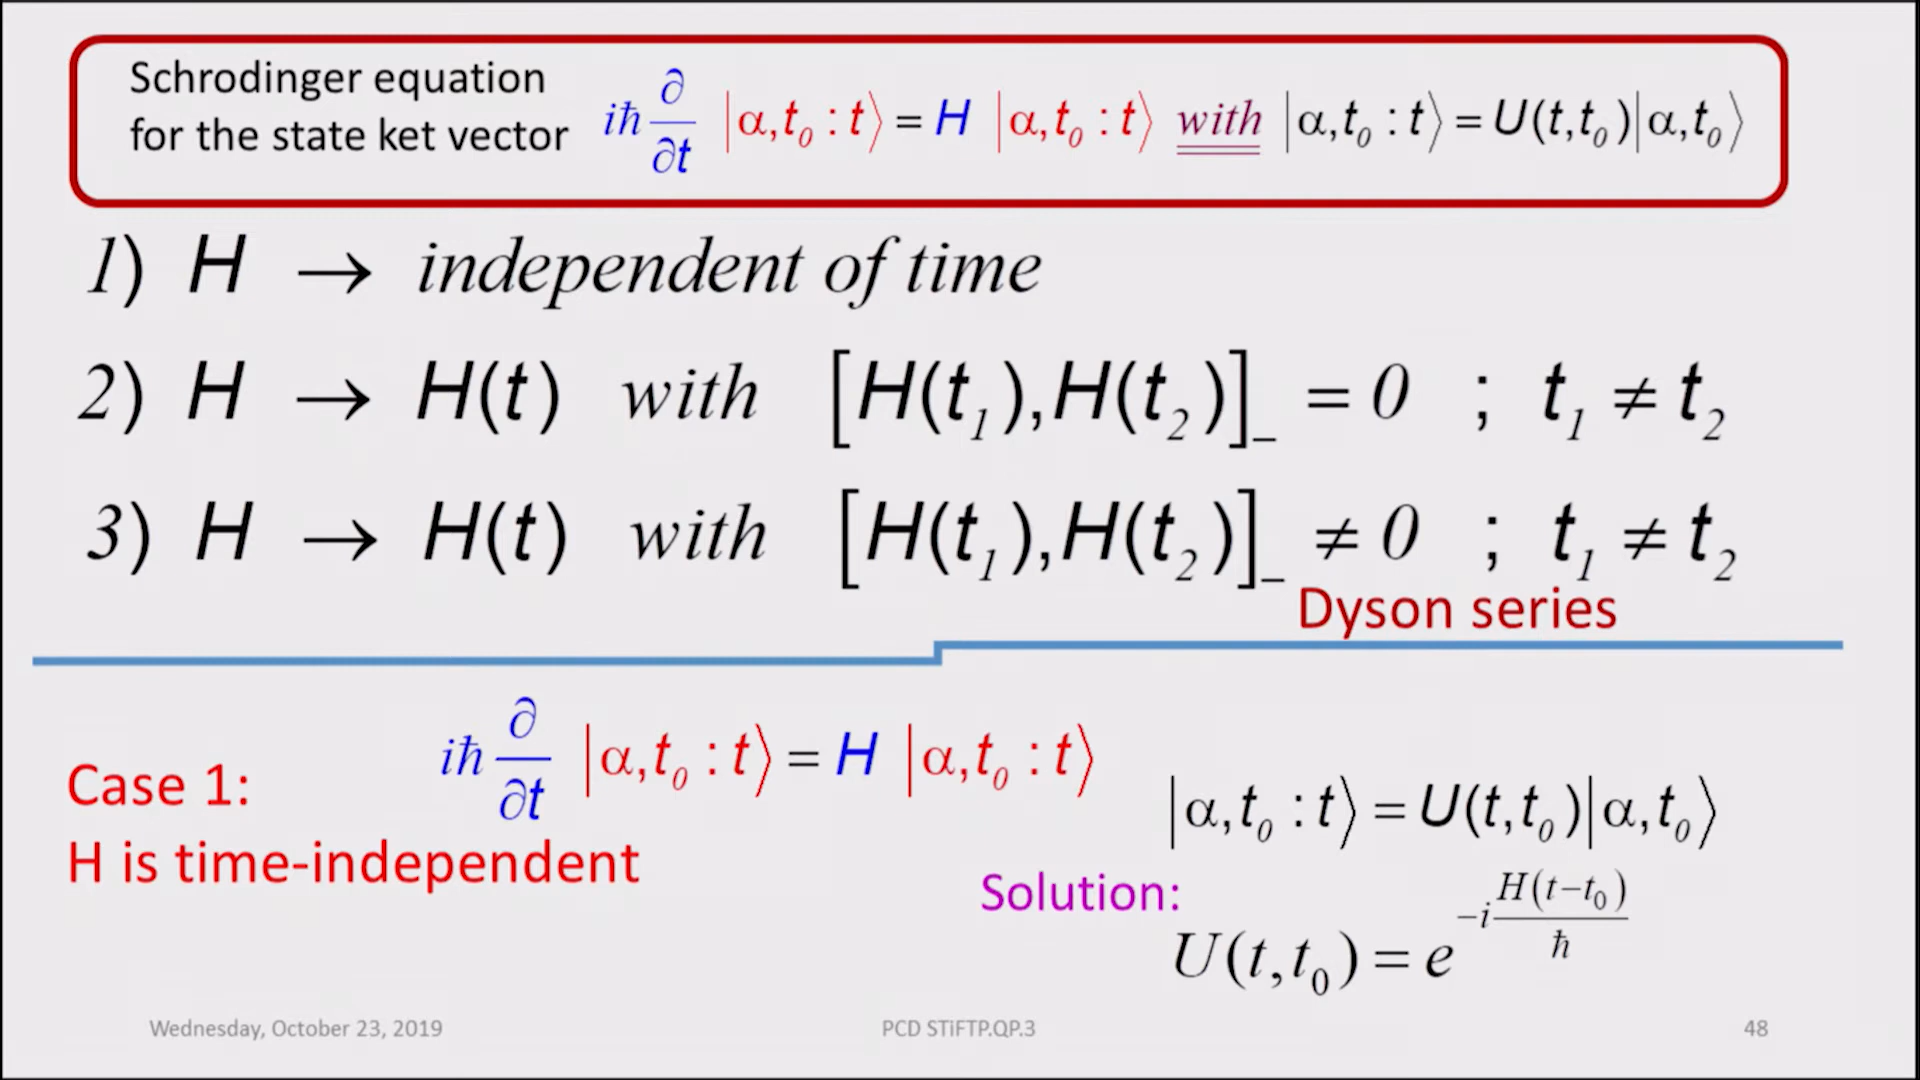 Schrodinger equation
for the state ket vector
iħ ∂/∂t |α,t₀ : t⟩ = H |α,t₀ : t⟩ with |α,t₀ : t⟩ = U(t,t₀)|α,t₀⟩
1) H → independent of time
2) H → H(t) with [H(t₁),H(t₂)]₋ = 0 ; t₁ ≠ t₂
3) H → H(t) with [H(t₁),H(t₂)]₋ ≠ 0 ; t₁ ≠ t₂
Dyson series
iħ ∂/∂t |α,t₀ : t⟩ = H |α,t₀ : t⟩
Case 1:
H is time-independent
|α,t₀ : t⟩ = U(t,t₀)|α,t₀⟩
Solution:
U(t,t₀) = e^(−i H(t−t₀)/ħ)
Wednesday, October 23, 2019
PCD STiFTP.QP.3
48